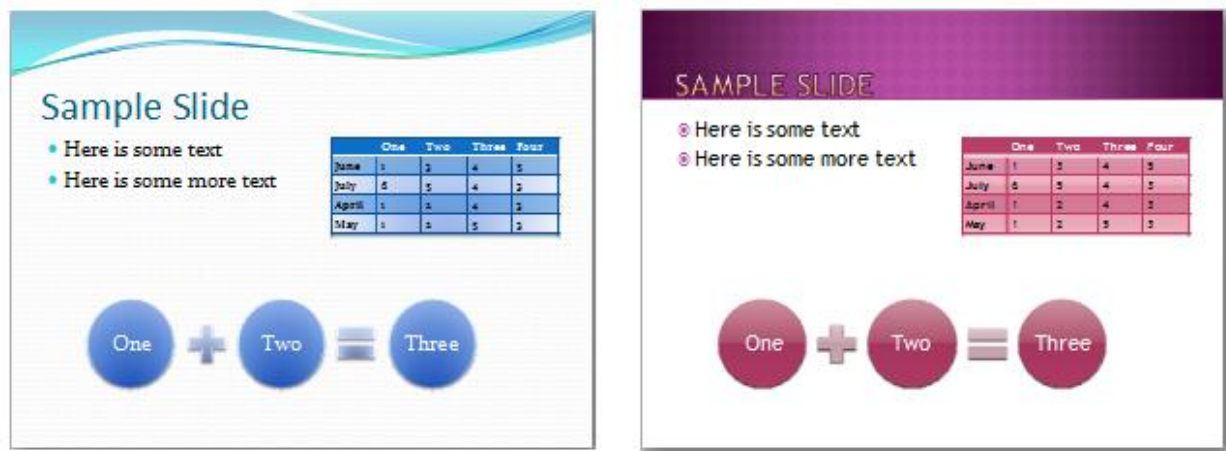 Sample Slide
Here is some text
Here is some more text
One Two Three Four
June 1 3 4 5
July 6 5 4 3
April 1 2 4 3
May 1 2 5 3
One + Two = Three
SAMPLE SLIDE
Here is some text
Here is some more text
One Two Three Four
June 1 3 4 5
July 6 5 4 3
April 1 2 4 3
May 1 2 5 3
One + Two = Three